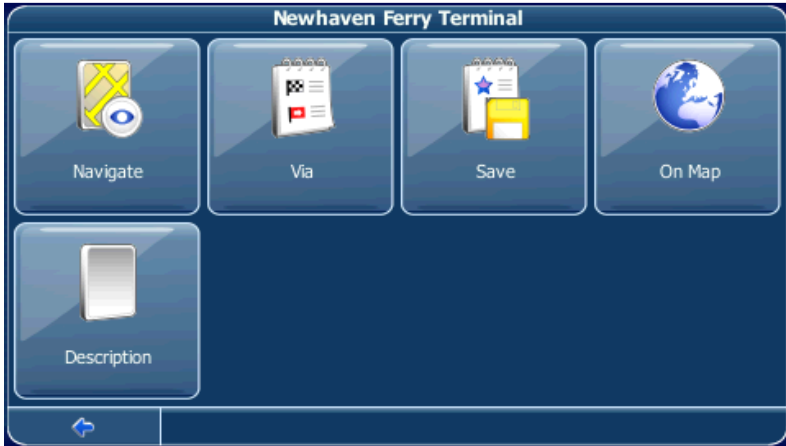 Newhaven Ferry Terminal
Navigate
Via
Save
On Map
Description